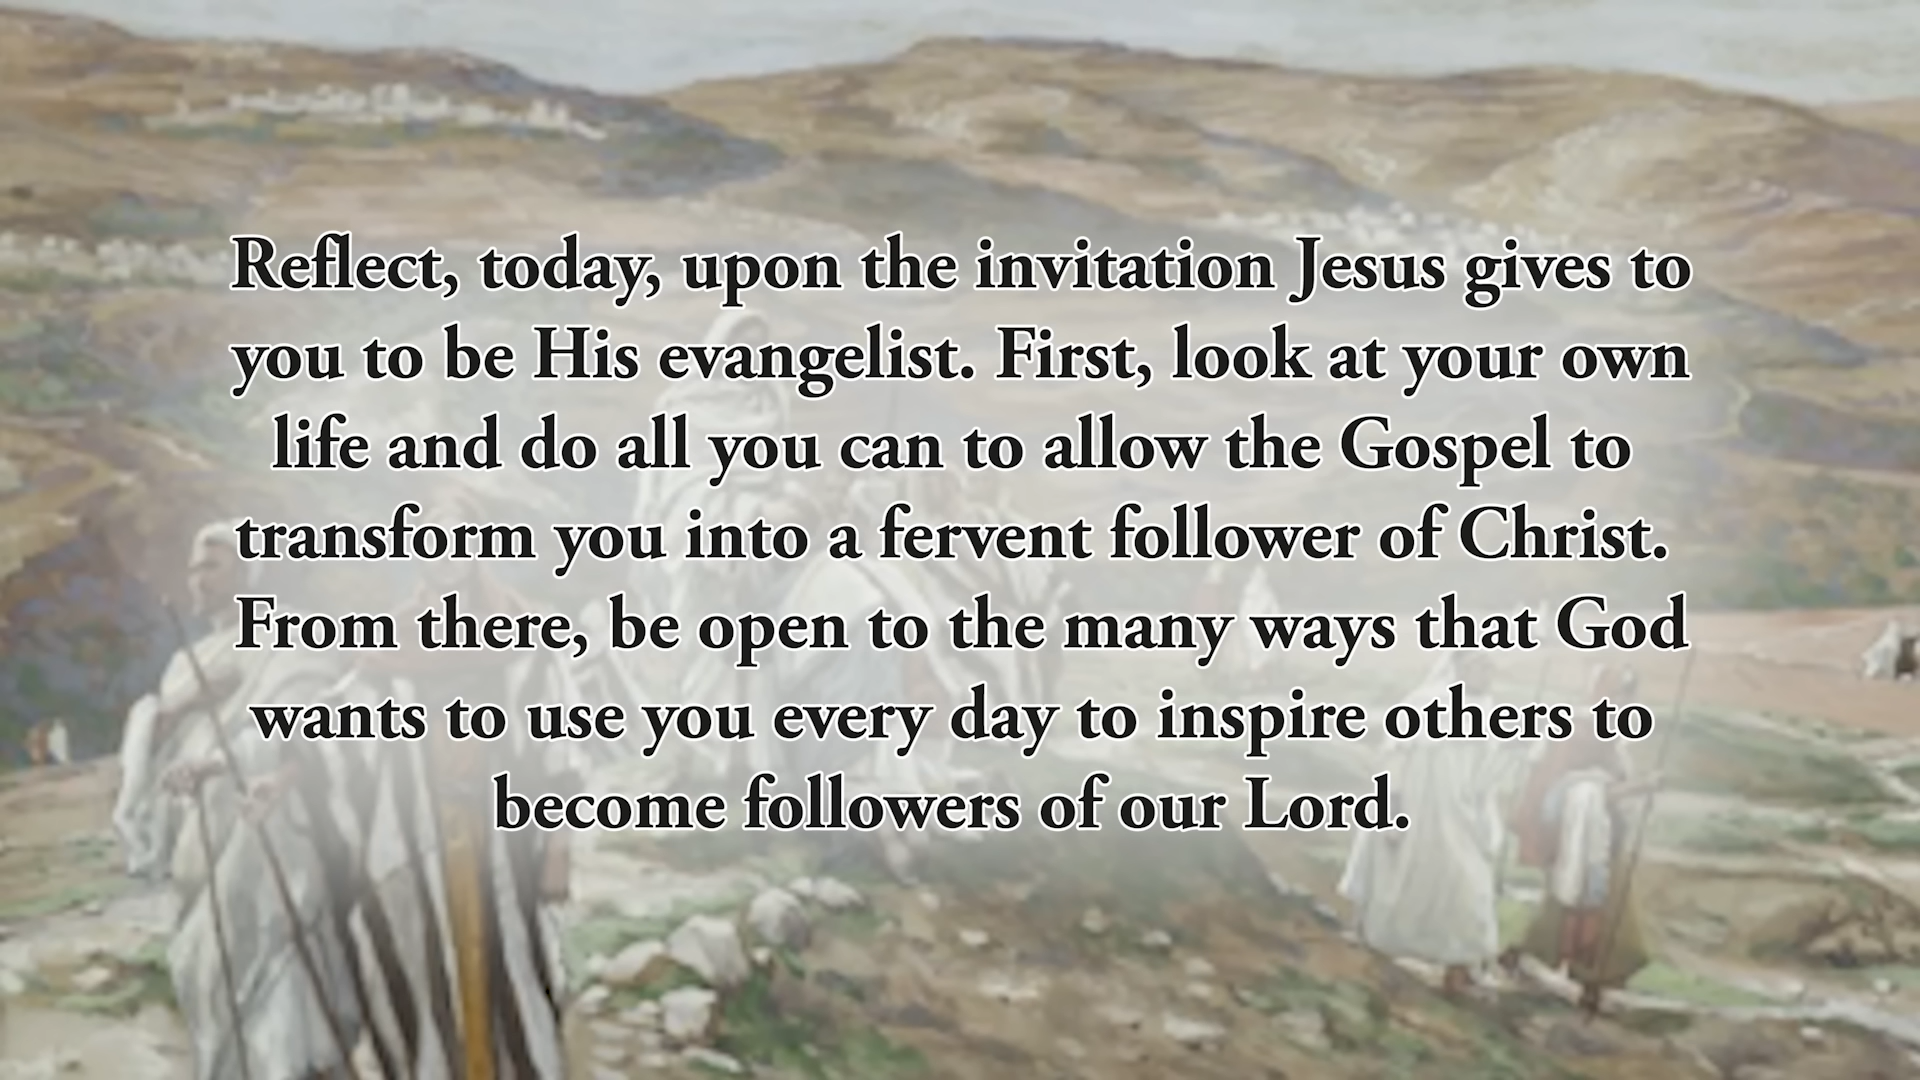 Reflect, today, upon the invitation Jesus gives to
you to be His evangelist. First, look at your own
life and do all you can to allow the Gospel to
transform you into a fervent follower of Christ.
From there, be open to the many ways that God
wants to use you every day to inspire others to
become followers of our Lord.